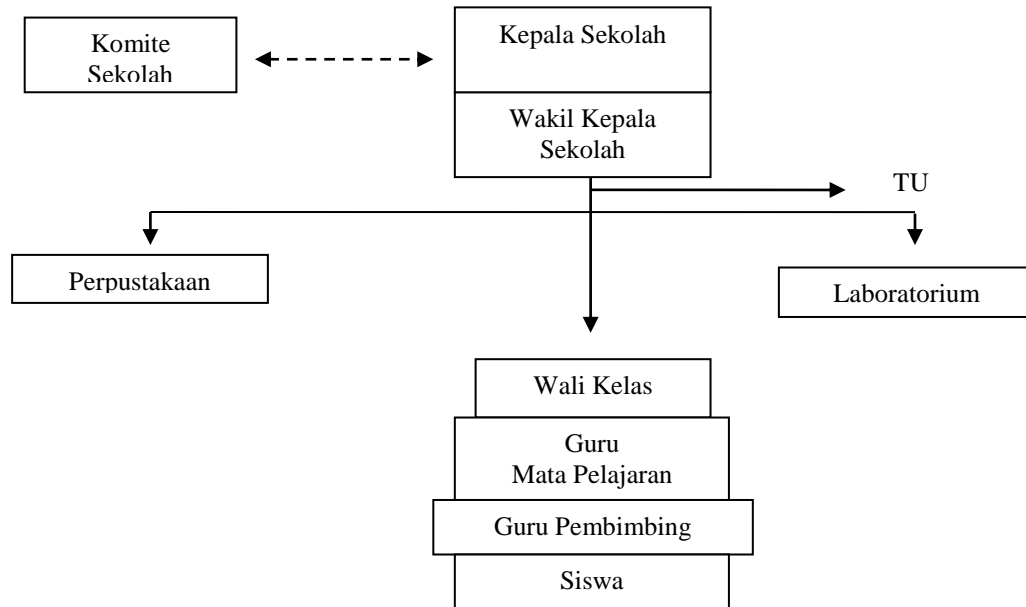 Komite
Sekolah
Kepala Sekolah
Wakil Kepala
Sekolah
TU
Perpustakaan
Laboratorium
Wali Kelas
Guru
Mata Pelajaran
Guru Pembimbing
Siswa